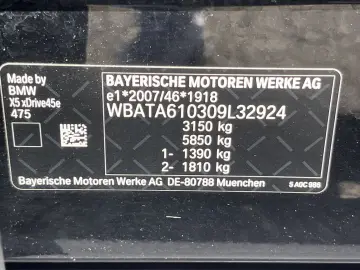 Made by
BMW
X5 xDrive45e
475
BAYERISCHE MOTOREN WERKE AG
e1*2007/46*1918
WBATA610309L32924
3150 kg
5850 kg
1- 1390 kg
2- 1810 kg
Bayerische Motoren Werke AG DE-80788 Muenchen